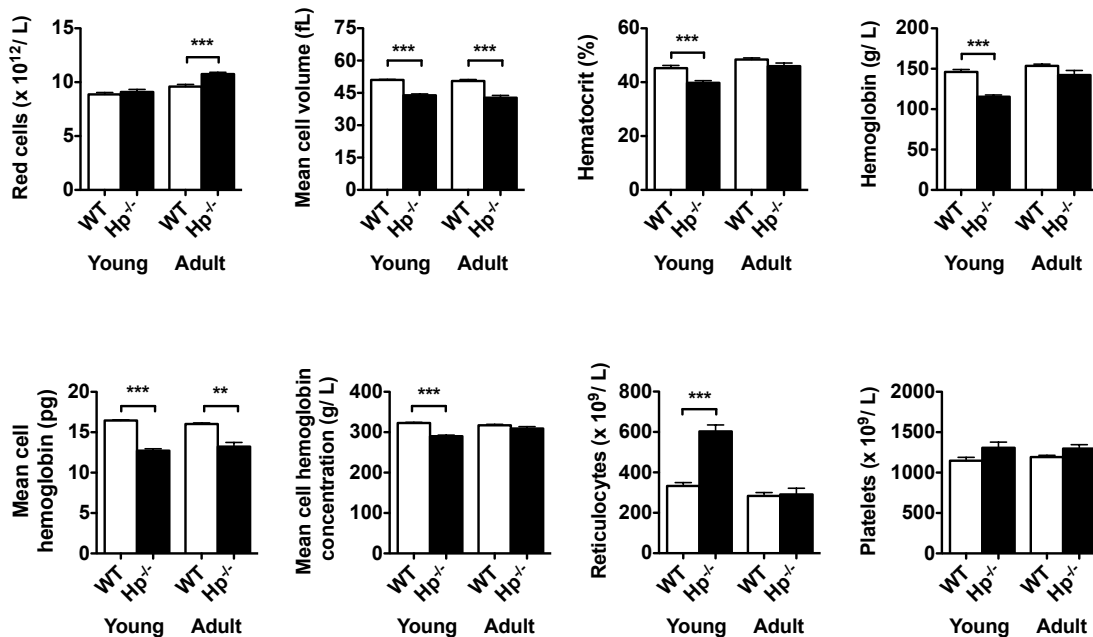 Red cells (x 10¹²/ L)
15
10
5
0
***
WT
Hp⁻/⁻
WT
Hp⁻/⁻
Young
Adult
Mean cell volume (fL)
75
60
45
30
15
0
***
***
WT
Hp⁻/⁻
WT
Hp⁻/⁻
Young
Adult
Hematocrit (%)
60
40
20
0
***
WT
Hp⁻/⁻
WT
Hp⁻/⁻
Young
Adult
Hemoglobin (g/ L)
200
150
100
50
0
***
WT
Hp⁻/⁻
WT
Hp⁻/⁻
Young
Adult
Mean cell
hemoglobin (pg)
20
15
10
5
0
***
**
WT
Hp⁻/⁻
WT
Hp⁻/⁻
Young
Adult
Mean cell hemoglobin
concentration (g/ L)
400
300
200
100
0
***
WT
Hp⁻/⁻
WT
Hp⁻/⁻
Young
Adult
Reticulocytes (x 10⁹/ L)
800
600
400
200
0
***
WT
Hp⁻/⁻
WT
Hp⁻/⁻
Young
Adult
Platelets (x 10⁹/ L)
2000
1500
1000
500
0
WT
Hp⁻/⁻
WT
Hp⁻/⁻
Young
Adult